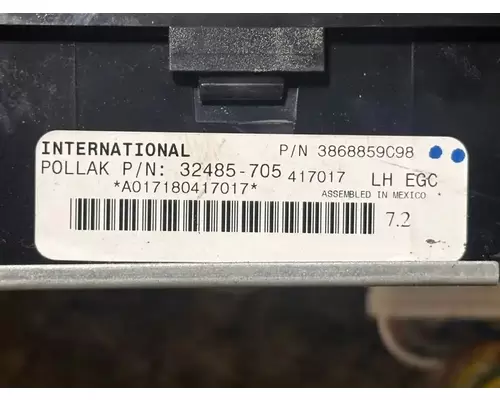 INTERNATIONAL P/N 3868859C98
POLLAK P/N: 32485-705 417017 LH EGC
*A017180417017* ASSEMBLED IN MEXICO *
7.2